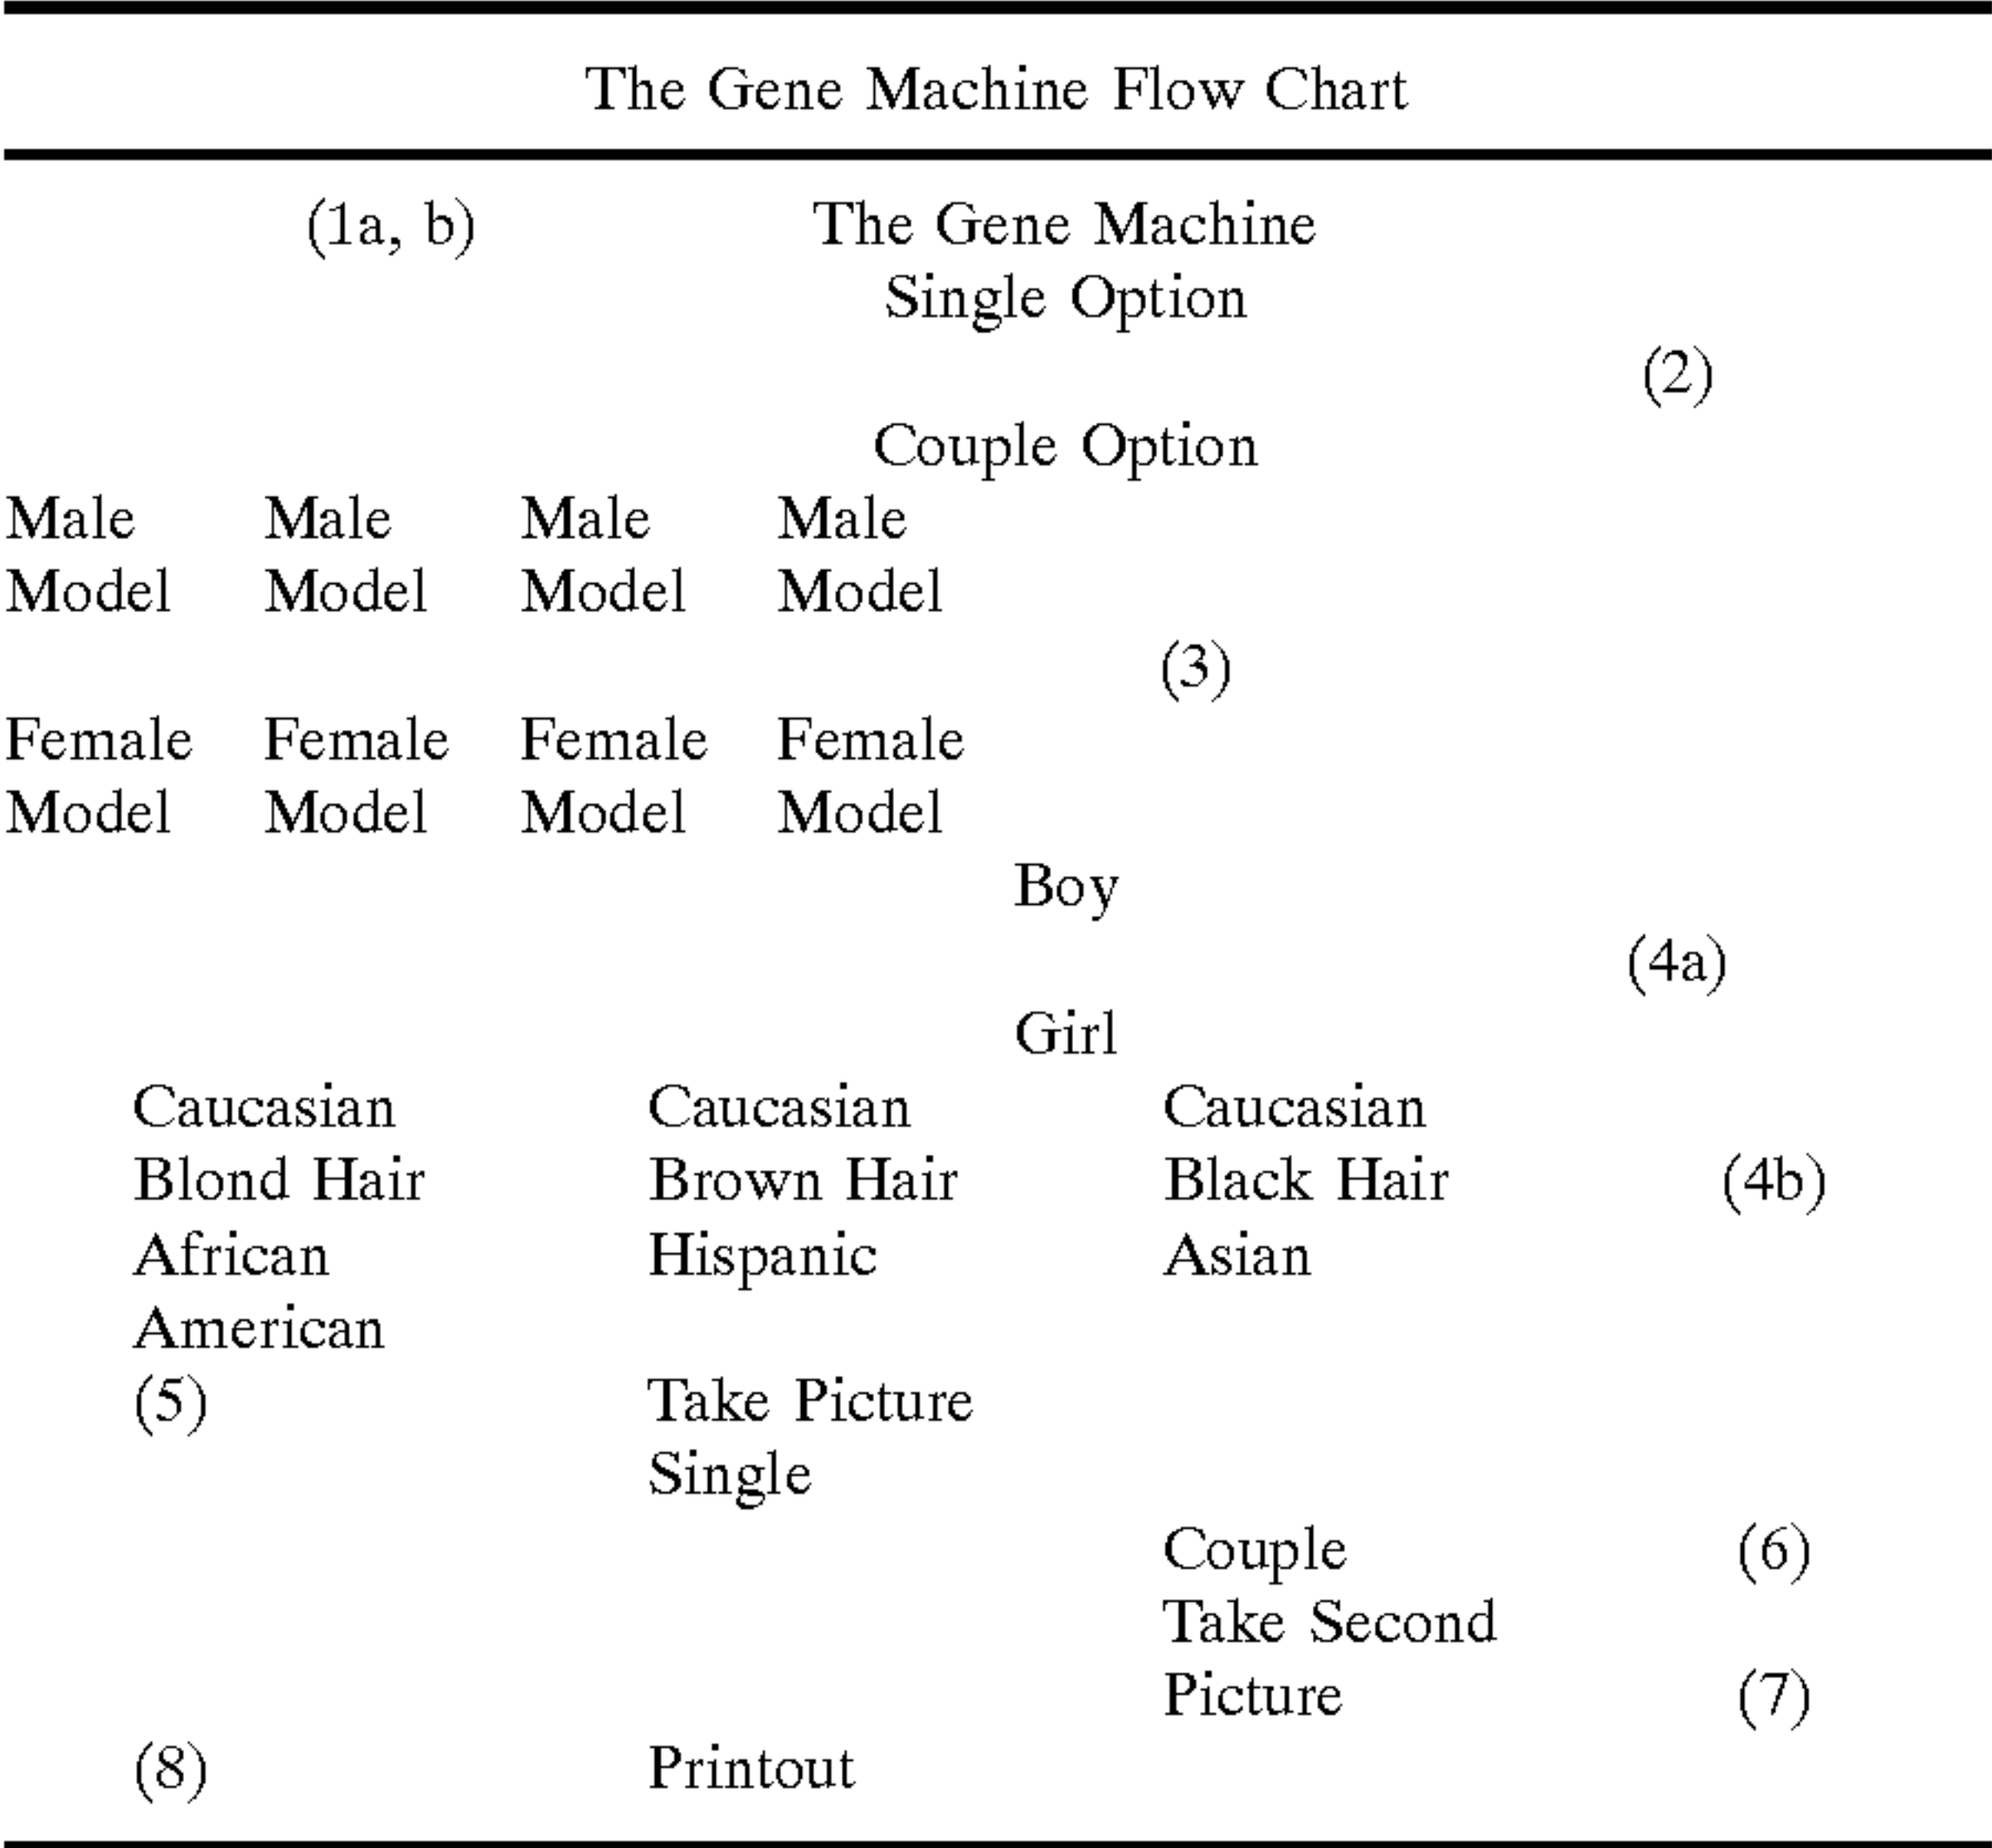 The Gene Machine Flow Chart
(1a, b) The Gene Machine
Single Option
(2)
Couple Option
Male Male Male Male
Model Model Model Model
(3)
Female Female Female Female
Model Model Model Model
Boy
(4a)
Girl
Caucasian Caucasian Caucasian
Blond Hair Brown Hair Black Hair (4b)
African Hispanic Asian
American
(5) Take Picture
Single
Couple (6)
Take Second
Picture (7)
(8) Printout